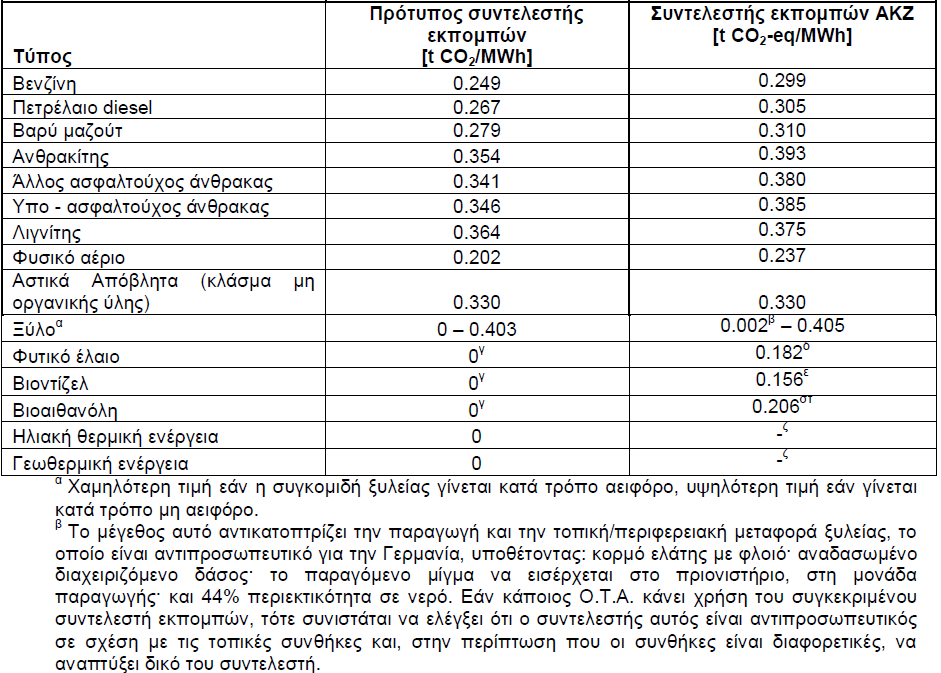 Τύπος Πρότυπος συντελεστής εκπομπών [t CO₂/MWh] Συντελεστής εκπομπών ΑΚΖ [t CO₂-eq/MWh]
Βενζίνη 0.249 0.299
Πετρέλαιο diesel 0.267 0.305
Βαρύ μαζούτ 0.279 0.310
Ανθρακίτης 0.354 0.393
Άλλος ασφαλτούχος άνθρακας 0.341 0.380
Υπο - ασφαλτούχος άνθρακας 0.346 0.385
Λιγνίτης 0.364 0.375
Φυσικό αέριο 0.202 0.237
Αστικά Απόβλητα (κλάσμα μη
οργανικής ύλης) 0.330 0.330
Ξύλο^α 0 – 0.403 0.002^β – 0.405
Φυτικό έλαιο 0^γ 0.182^δ
Βιοντίζελ 0^γ 0.156^ε
Βιοαιθανόλη 0^γ 0.206^στ
Ηλιακή θερμική ενέργεια 0 -^ζ
Γεωθερμική ενέργεια 0 -^ζ
^α Χαμηλότερη τιμή εάν η συγκομιδή ξυλείας γίνεται κατά τρόπο αειφόρο, υψηλότερη τιμή εάν γίνεται
κατά τρόπο μη αειφόρο.
^β Το μέγεθος αυτό αντικατοπτρίζει την παραγωγή και την τοπική/περιφερειακή μεταφορά ξυλείας, το
οποίο είναι αντιπροσωπευτικό για την Γερμανία, υποθέτοντας: κορμό ελάτης με φλοιό· αναδασωμένο
διαχειριζόμενο δάσος· το παραγόμενο μίγμα να εισέρχεται στο πριονιστήριο, στη μονάδα
παραγωγής· και 44% περιεκτικότητα σε νερό. Εάν κάποιος Ο.Τ.Α. κάνει χρήση του συγκεκριμένου
συντελεστή εκπομπών, τότε συνιστάται να ελέγξει ότι ο συντελεστής αυτός είναι αντιπροσωπευτικός
σε σχέση με τις τοπικές συνθήκες και, στην περίπτωση που οι συνθήκες είναι διαφορετικές, να
αναπτύξει δικό του συντελεστή.